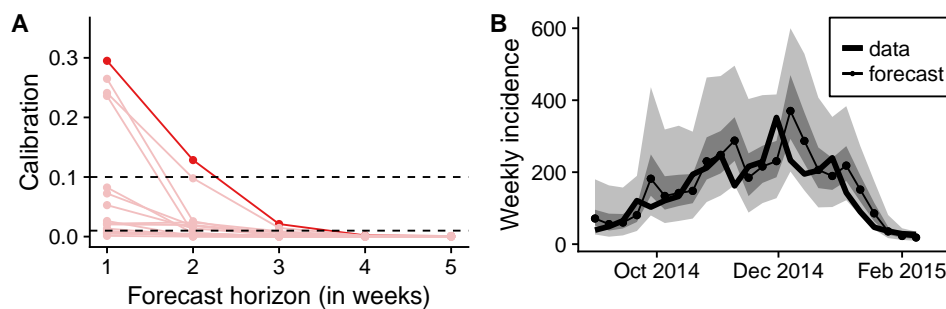 A
Calibration
0.3
0.2
0.1
0.0
1 2 3 4 5
Forecast horizon (in weeks)
B
Weekly incidence
600
400
200
0
Oct 2014 Dec 2014 Feb 2015
data
forecast